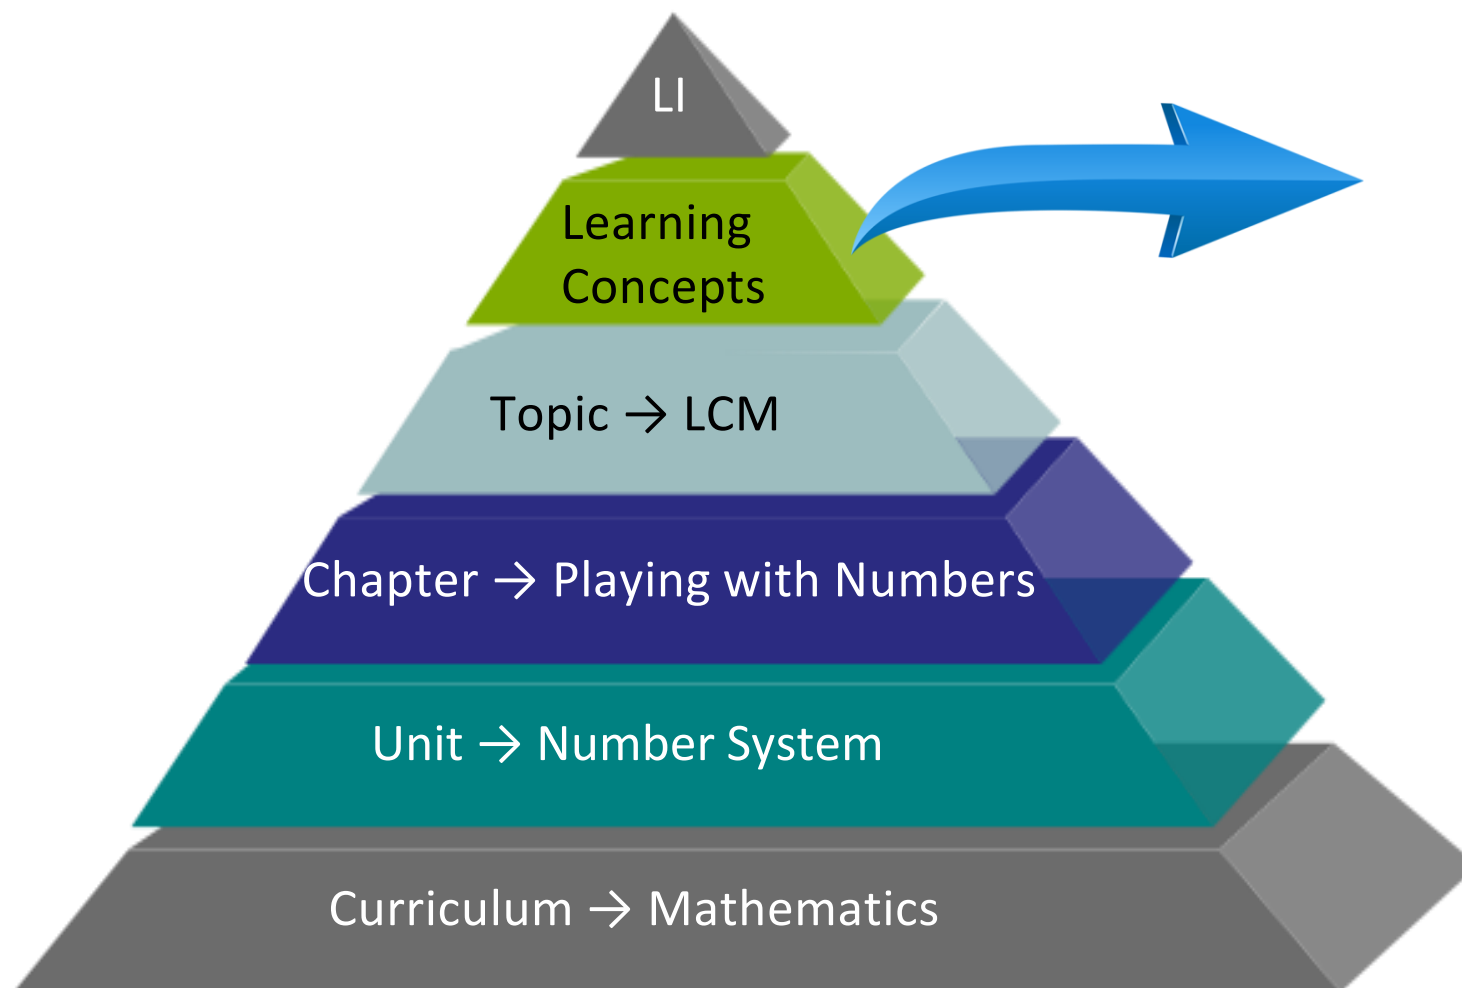 LI
Learning
Concepts
Topic → LCM
Chapter → Playing with Numbers
Unit → Number System
Curriculum → Mathematics